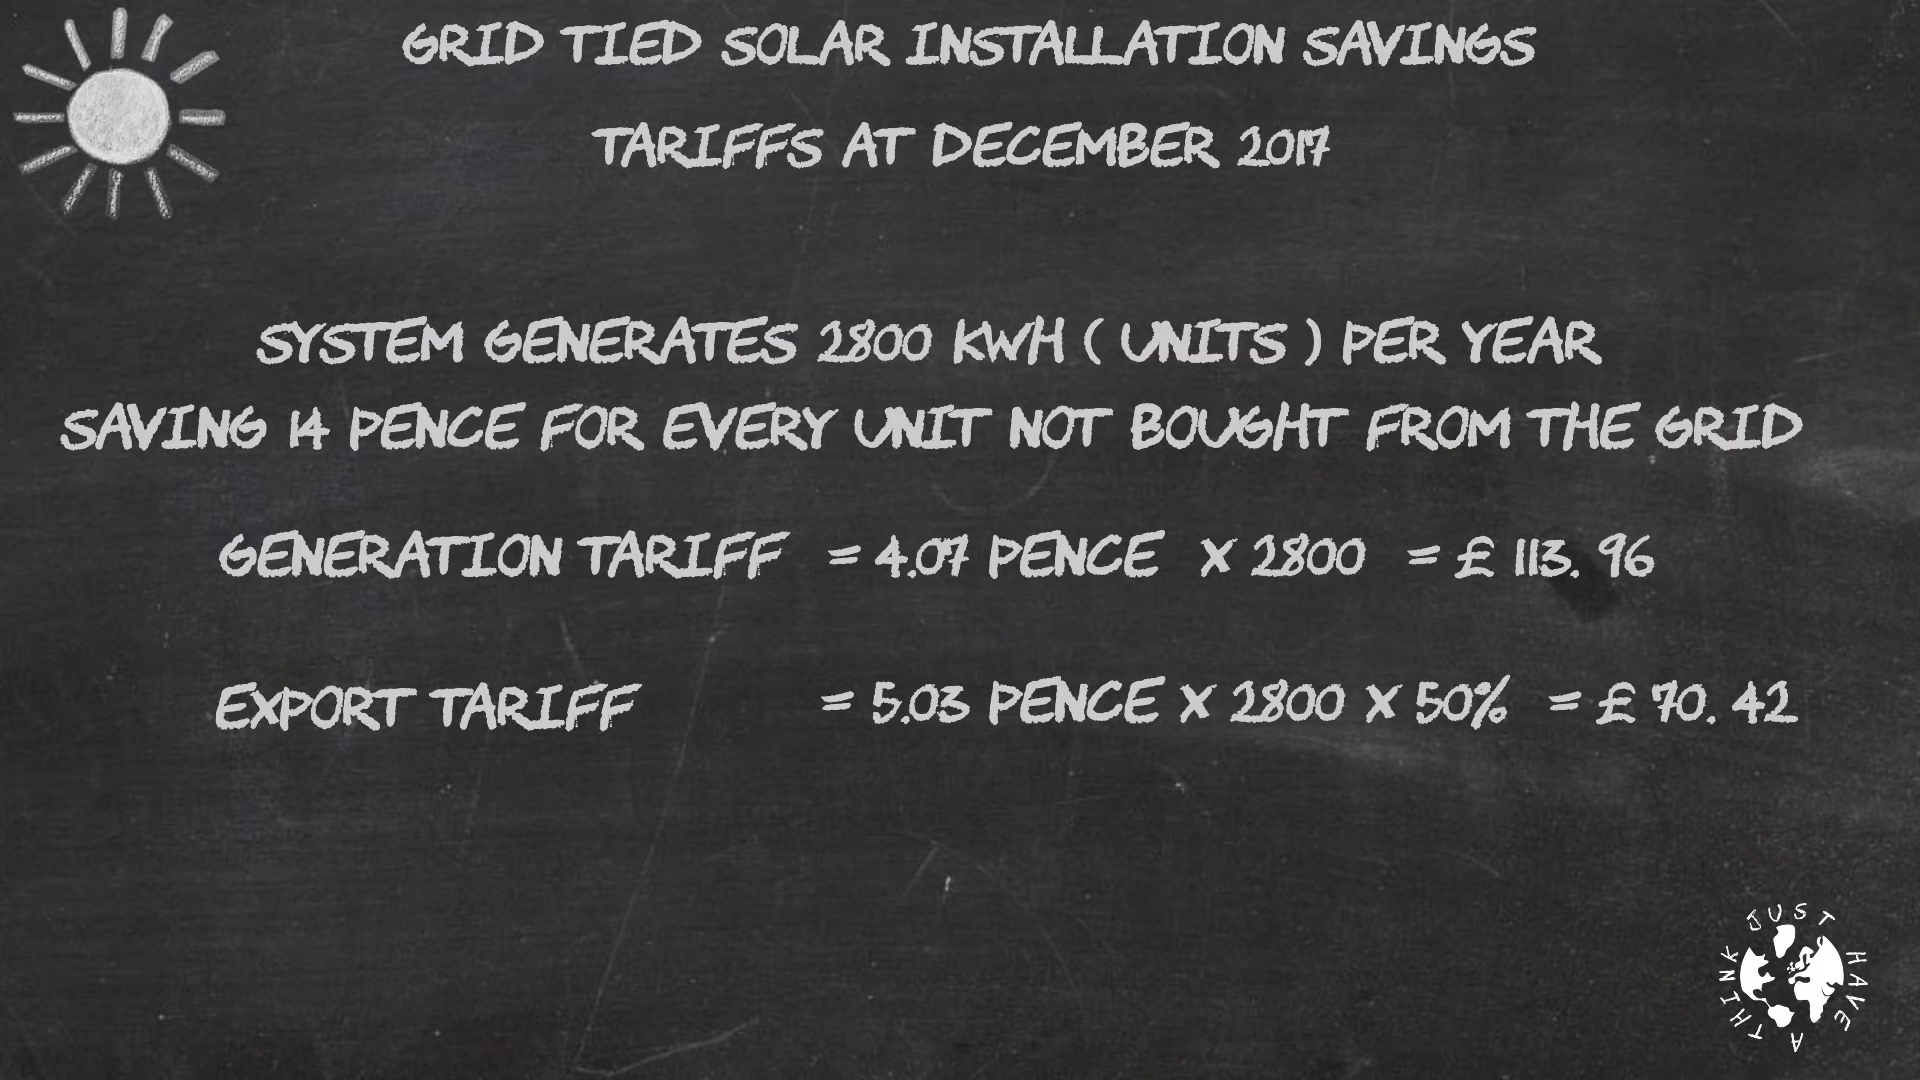 GRID TIED SOLAR INSTALLATION SAVINGS
TARIFFS AT DECEMBER 2017
SYSTEM GENERATES 2800 KWH ( UNITS ) PER YEAR
SAVING 14 PENCE FOR EVERY UNIT NOT BOUGHT FROM THE GRID
GENERATION TARIFF = 4.07 PENCE X 2800 = £ 113. 96
EXPORT TARIFF = 5.03 PENCE X 2800 X 50% = £ 70. 42
JUST HAVE A THINK